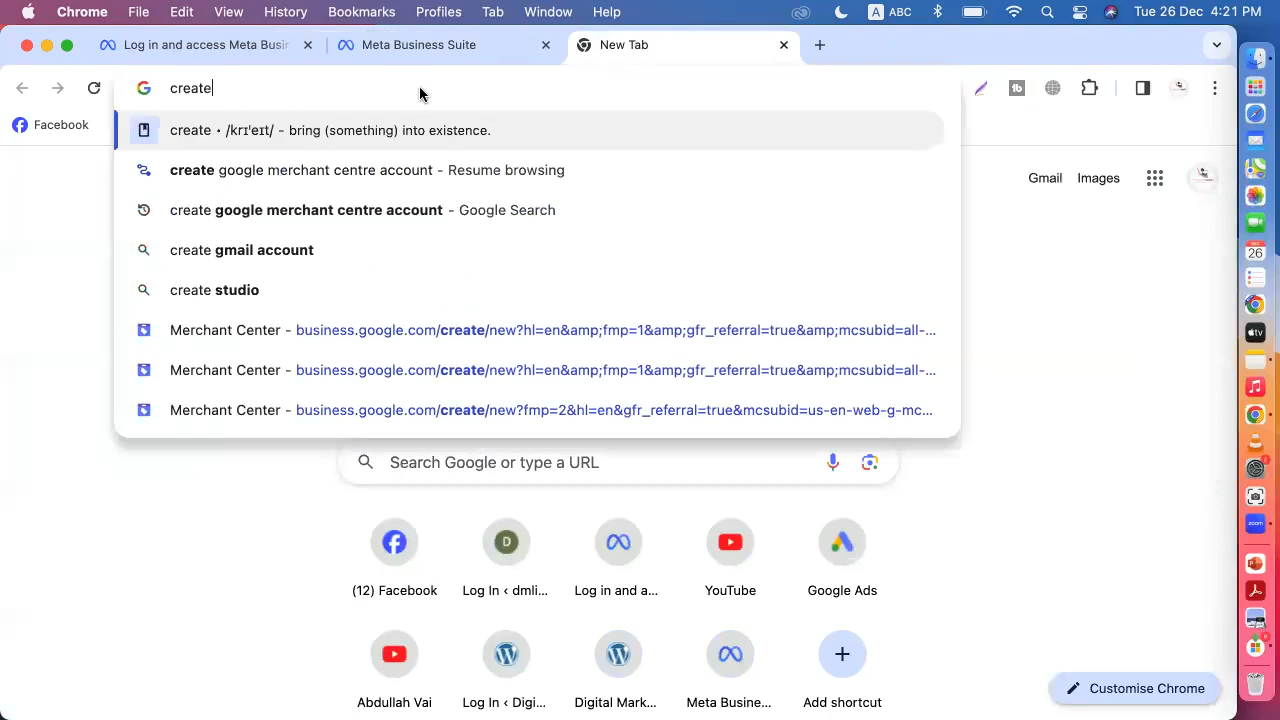 Chrome File Edit View History Bookmarks Profiles Tab Window Help A ABC Tue 26 Dec 4:21 PM
Log in and access Meta Busir Meta Business Suite New Tab
create
Facebook
create • /krɪˈeɪt/ – bring (something) into existence.
create google merchant centre account - Resume browsing
create google merchant centre account - Google Search
create gmail account
create studio
Merchant Center - business.google.com/create/new?hl=en&amp;fmp=1&amp;gfr_referral=true&amp;mcsubid=all-...
Merchant Center - business.google.com/create/new?hl=en&amp;fmp=1&amp;gfr_referral=true&amp;mcsubid=all-...
Merchant Center - business.google.com/create/new?fmp=2&hl=en&gfr_referral=true&mcsubid=us-en-web-g-mc...
Gmail Images
Search Google or type a URL
(12) Facebook Log In ‹ dmli... Log in and a... YouTube Google Ads
Abdullah Vai Log In ‹ Digi... Digital Mark... Meta Busine... Add shortcut
Customise Chrome
D
26
tv
zoom